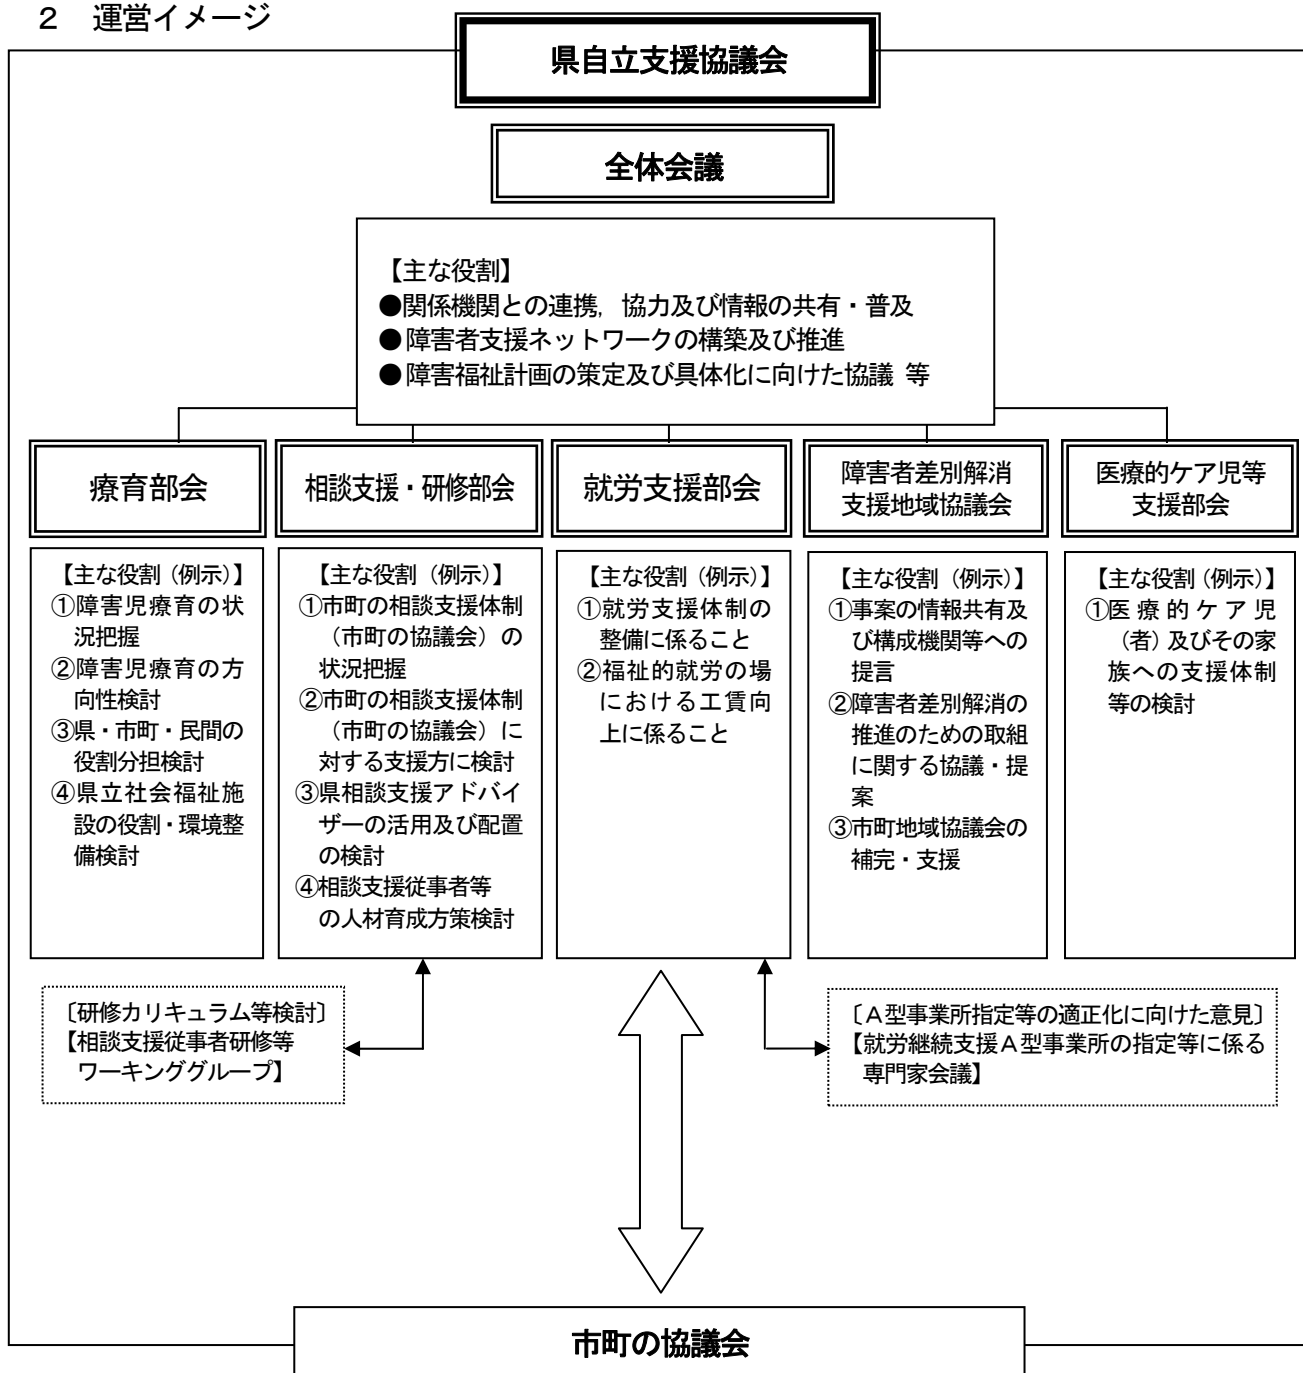 ２　運営イメージ
県自立支援協議会
全体会議
【主な役割】
●関係機関との連携，協力及び情報の共有・普及
●障害者支援ネットワークの構築及び推進
●障害福祉計画の策定及び具体化に向けた協議 等
療育部会
【主な役割（例示）】
①障害児療育の状
況把握
②障害児療育の方
向性検討
③県・市町・民間の
役割分担検討
④県立社会福祉施
設の役割・環境整
備検討
相談支援・研修部会
【主な役割（例示）】
①市町の相談支援体制
（市町の協議会）の
状況把握
②市町の相談支援体制
（市町の協議会）に
対する支援方に検討
③県相談支援アドバイ
ザーの活用及び配置
の検討
④相談支援従事者等
の人材育成方策検討
就労支援部会
【主な役割（例示）】
①就労支援体制の
整備に係ること
②福祉的就労の場
における工賃向
上に係ること
障害者差別解消
支援地域協議会
【主な役割（例示）】
①事案の情報共有及
び構成機関等への
提言
②障害者差別解消の
推進のための取組
に関する協議・提
案
③市町地域協議会の
補完・支援
医療的ケア児等
支援部会
【主な役割（例示）】
①医療的ケア児
（者）及びその家
族への支援体制
等の検討
〔研修カリキュラム等検討〕
【相談支援従事者研修等
ワーキンググループ】
〔Ａ型事業所指定等の適正化に向けた意見〕
【就労継続支援Ａ型事業所の指定等に係る
専門家会議】
市町の協議会